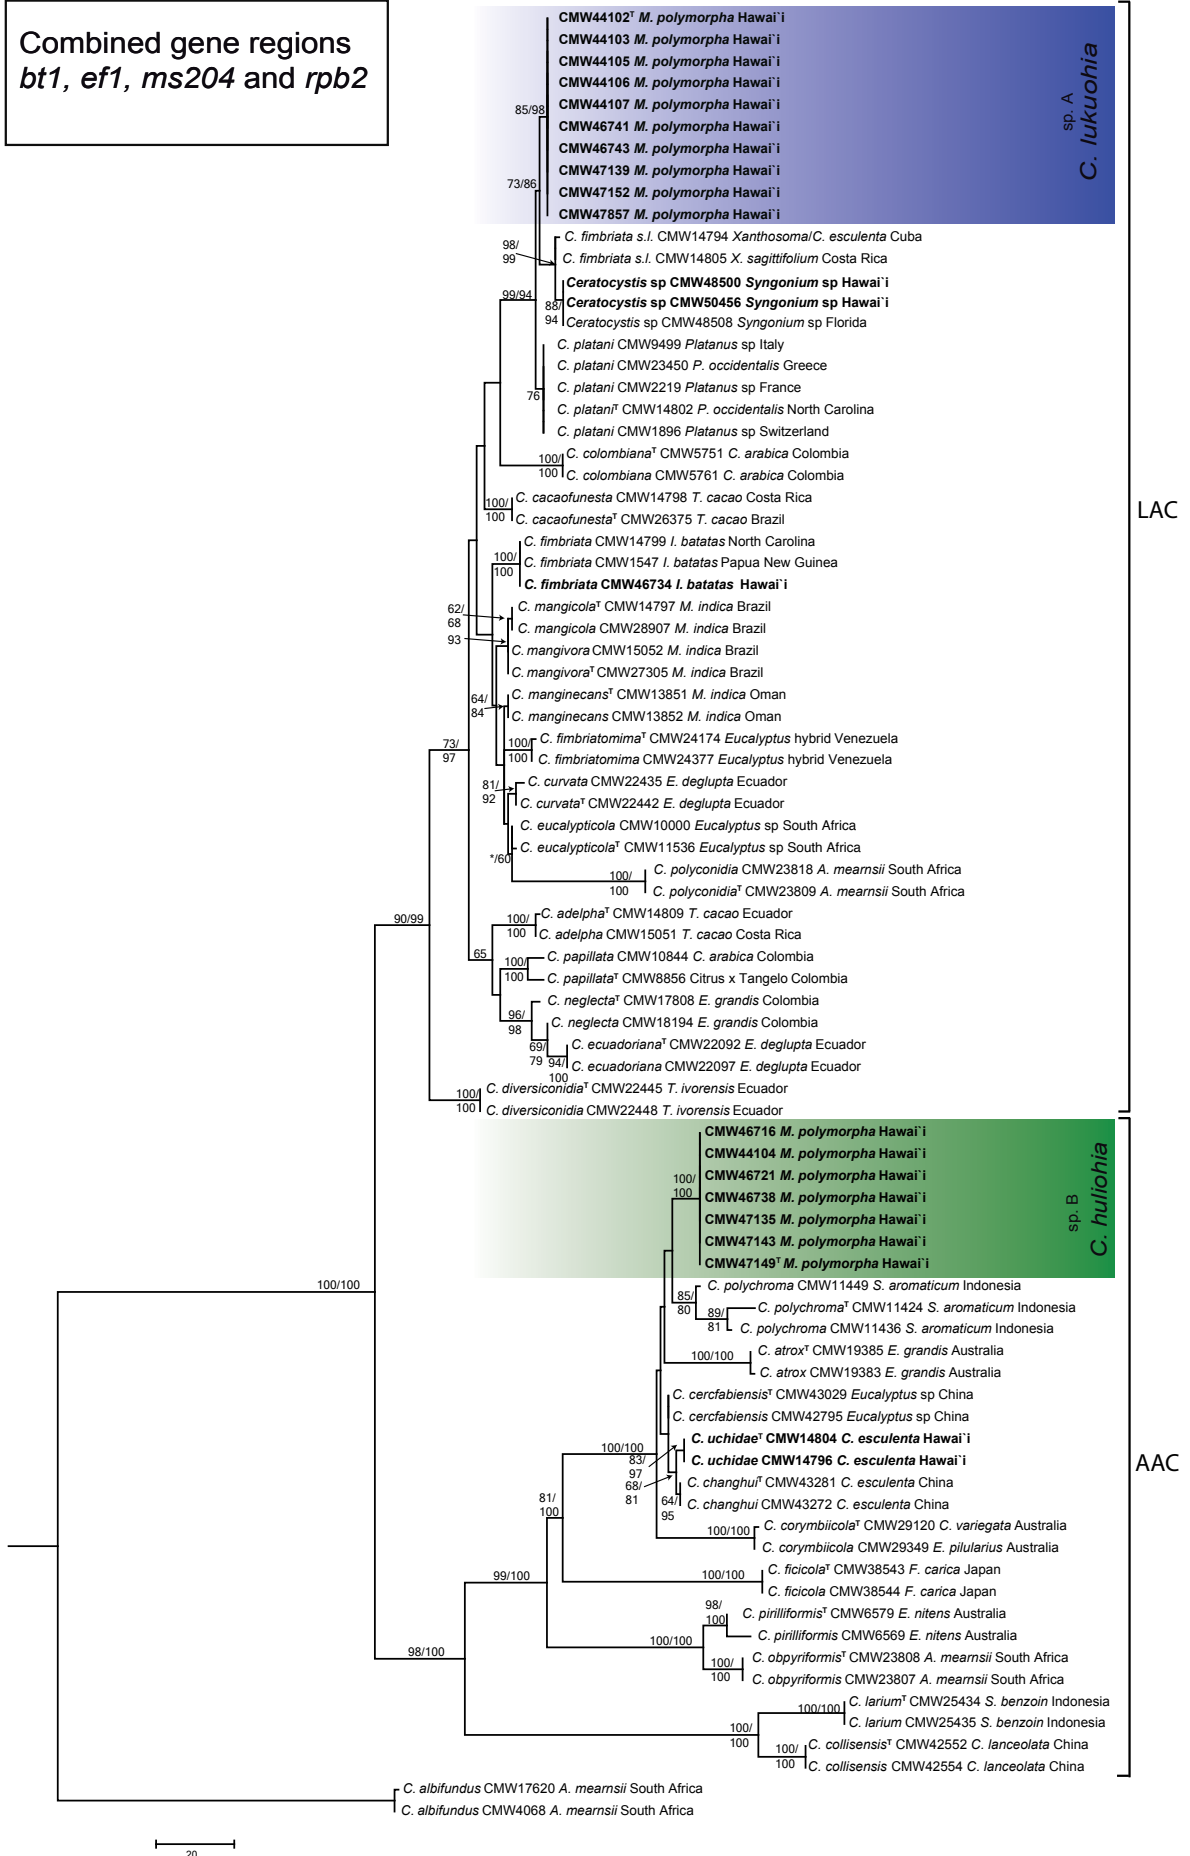 Combined gene regions
bt1, ef1, ms204 and rpb2
CMW44102ᵀ M. polymorpha Hawai`i
CMW44103 M. polymorpha Hawai`i
CMW44105 M. polymorpha Hawai`i
CMW44106 M. polymorpha Hawai`i
CMW44107 M. polymorpha Hawai`i
CMW46741 M. polymorpha Hawai`i
CMW46743 M. polymorpha Hawai`i
CMW47139 M. polymorpha Hawai`i
CMW47152 M. polymorpha Hawai`i
CMW47857 M. polymorpha Hawai`i
sp. A
C. lukuohia
85/98
73/86
C. fimbriata s.l. CMW14794 Xanthosoma/C. esculenta Cuba
98/
99
C. fimbriata s.l. CMW14805 X. sagittifolium Costa Rica
Ceratocystis sp CMW48500 Syngonium sp Hawai`i
99/94
Ceratocystis sp CMW50456 Syngonium sp Hawai`i
88/
94
Ceratocystis sp CMW48508 Syngonium sp Florida
C. platani CMW9499 Platanus sp Italy
C. platani CMW23450 P. occidentalis Greece
C. platani CMW2219 Platanus sp France
76
C. plataniᵀ CMW14802 P. occidentalis North Carolina
C. platani CMW1896 Platanus sp Switzerland
C. colombianaᵀ CMW5751 C. arabica Colombia
100/
100
C. colombiana CMW5761 C. arabica Colombia
C. cacaofunesta CMW14798 T. cacao Costa Rica
100/
100
C. cacaofunestaᵀ CMW26375 T. cacao Brazil
LAC
C. fimbriata CMW14799 I. batatas North Carolina
100/
100
C. fimbriata CMW1547 I. batatas Papua New Guinea
C. fimbriata CMW46734 I. batatas Hawai`i
62/
68
C. mangicolaᵀ CMW14797 M. indica Brazil
C. mangicola CMW28907 M. indica Brazil
93
C. mangivora CMW15052 M. indica Brazil
C. mangivoraᵀ CMW27305 M. indica Brazil
64/
84
C. manginecansᵀ CMW13851 M. indica Oman
C. manginecans CMW13852 M. indica Oman
73/
97
100/
100
C. fimbriatomimaᵀ CMW24174 Eucalyptus hybrid Venezuela
C. fimbriatomima CMW24377 Eucalyptus hybrid Venezuela
81/
92
C. curvata CMW22435 E. deglupta Ecuador
C. curvataᵀ CMW22442 E. deglupta Ecuador
C. eucalypticola CMW10000 Eucalyptus sp South Africa
C. eucalypticolaᵀ CMW11536 Eucalyptus sp South Africa
*/60
C. polyconidia CMW23818 A. mearnsii South Africa
100/
100
C. polyconidiaᵀ CMW23809 A. mearnsii South Africa
90/99
C. adelphaᵀ CMW14809 T. cacao Ecuador
100/
100
C. adelpha CMW15051 T. cacao Costa Rica
65
C. papillata CMW10844 C. arabica Colombia
100/
100
C. papillataᵀ CMW8856 Citrus x Tangelo Colombia
C. neglectaᵀ CMW17808 E. grandis Colombia
96/
98
C. neglecta CMW18194 E. grandis Colombia
69/
79
C. ecuadorianaᵀ CMW22092 E. deglupta Ecuador
94/
100
C. ecuadoriana CMW22097 E. deglupta Ecuador
100/
100
C. diversiconidiaᵀ CMW22445 T. ivorensis Ecuador
C. diversiconidia CMW22448 T. ivorensis Ecuador
CMW46716 M. polymorpha Hawai`i
CMW44104 M. polymorpha Hawai`i
CMW46721 M. polymorpha Hawai`i
CMW46738 M. polymorpha Hawai`i
CMW47135 M. polymorpha Hawai`i
CMW47143 M. polymorpha Hawai`i
CMW47149ᵀ M. polymorpha Hawai`i
100/
100
sp. B
C. huliohia
100/100
C. polychroma CMW11449 S. aromaticum Indonesia
85/
80
C. polychromaᵀ CMW11424 S. aromaticum Indonesia
89/
81
C. polychroma CMW11436 S. aromaticum Indonesia
C. atroxᵀ CMW19385 E. grandis Australia
100/100
C. atrox CMW19383 E. grandis Australia
C. cercfabiensisᵀ CMW43029 Eucalyptus sp China
C. cercfabiensis CMW42795 Eucalyptus sp China
C. uchidaeᵀ CMW14804 C. esculenta Hawai`i
100/100
83/
97
C. uchidae CMW14796 C. esculenta Hawai`i
AAC
68/
81
C. changhuiᵀ CMW43281 C. esculenta China
64/
95
C. changhui CMW43272 C. esculenta China
81/
100
C. corymbiicolaᵀ CMW29120 C. variegata Australia
100/100
C. corymbiicola CMW29349 E. pilularius Australia
C. ficicolaᵀ CMW38543 F. carica Japan
100/100
C. ficicola CMW38544 F. carica Japan
99/100
98/
100
C. pirilliformisᵀ CMW6579 E. nitens Australia
C. pirilliformis CMW6569 E. nitens Australia
100/100
C. obpyriformisᵀ CMW23808 A. mearnsii South Africa
100/
100
C. obpyriformis CMW23807 A. mearnsii South Africa
98/100
C. lariumᵀ CMW25434 S. benzoin Indonesia
100/100
C. larium CMW25435 S. benzoin Indonesia
100/
100
C. collisensisᵀ CMW42552 C. lanceolata China
100/
100
C. collisensis CMW42554 C. lanceolata China
C. albifundus CMW17620 A. mearnsii South Africa
C. albifundus CMW4068 A. mearnsii South Africa
20